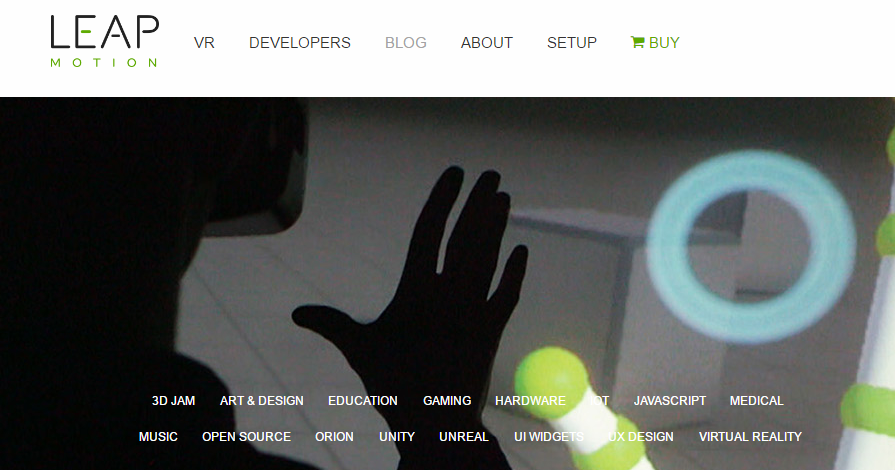 LEAP
MOTION
VR DEVELOPERS BLOG ABOUT SETUP BUY
3D JAM ART & DESIGN EDUCATION GAMING HARDWARE IOT JAVASCRIPT MEDICAL
MUSIC OPEN SOURCE ORION UNITY UNREAL UI WIDGETS UX DESIGN VIRTUAL REALITY